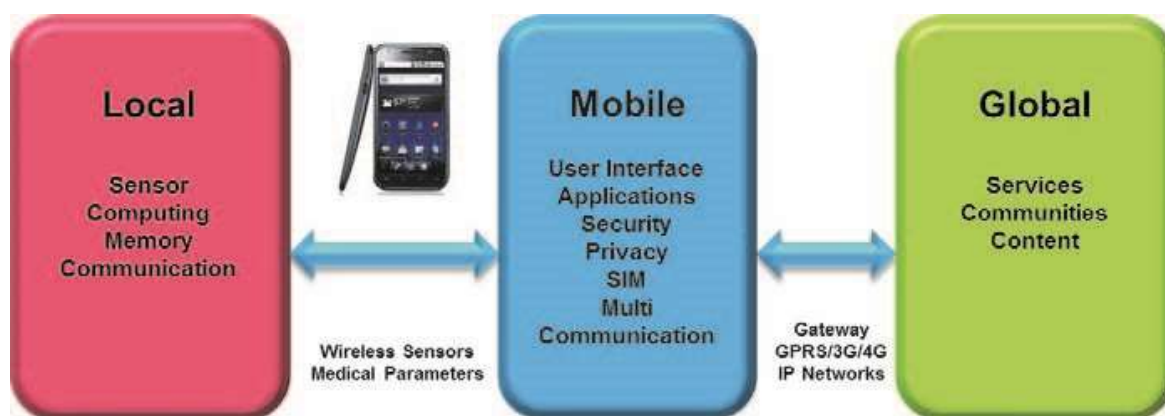 Local
Sensor
Computing
Memory
Communication
Wireless Sensors
Medical Parameters
Mobile
User Interface
Applications
Security
Privacy
SIM
Multi
Communication
Gateway
GPRS/3G/4G
IP Networks
Global
Services
Communities
Content